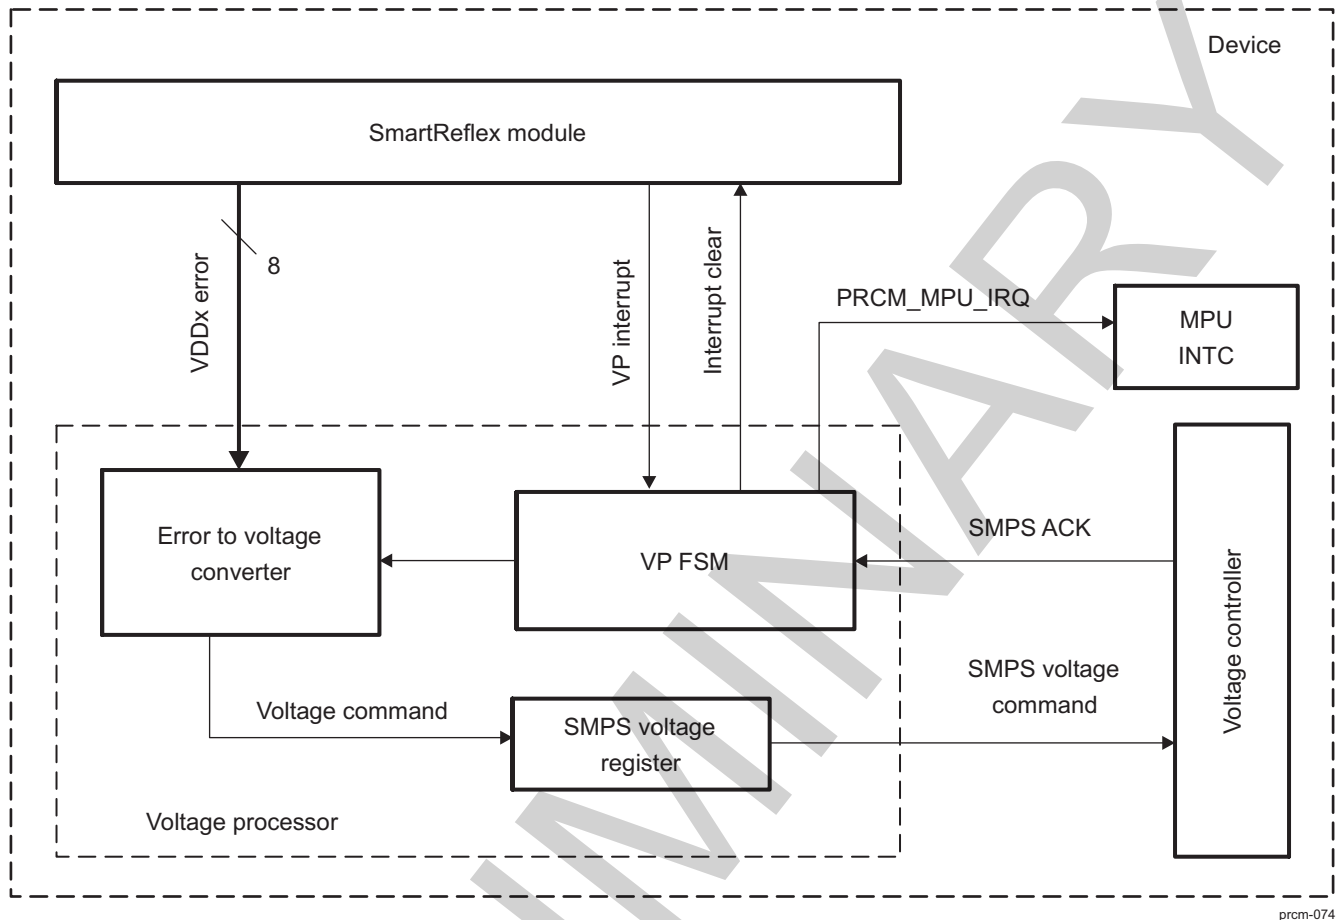 Device
SmartReflex module
8
VDDx error
VP interrupt
Interrupt clear
PRCM_MPU_IRQ
MPU
INTC
Error to voltage
converter
VP FSM
SMPS ACK
Voltage controller
SMPS voltage
command
Voltage command
SMPS voltage
register
Voltage processor
prcm-074